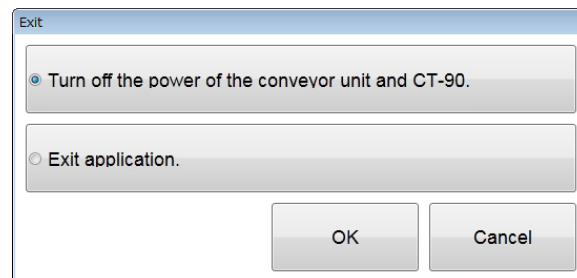 Exit
Turn off the power of the conveyor unit and CT-90.
Exit application.
OK
Cancel